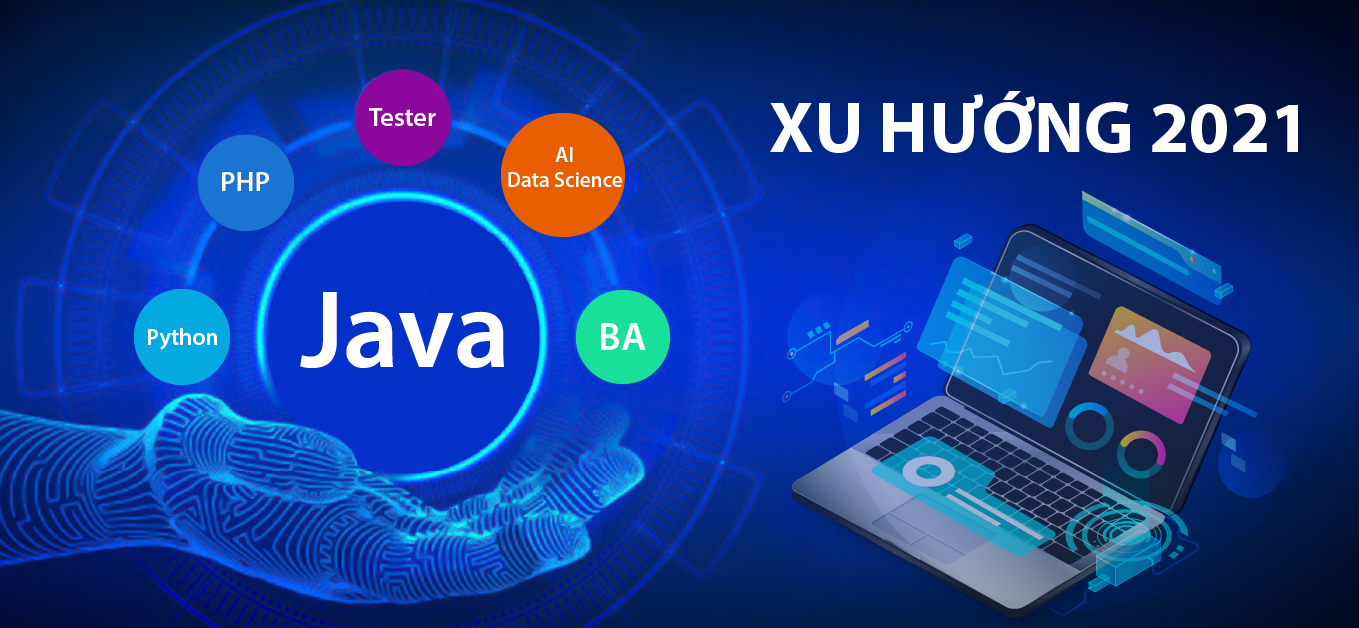 XU HƯỚNG 2021
Tester
AI
Data Science
PHP
Java
Python
BA